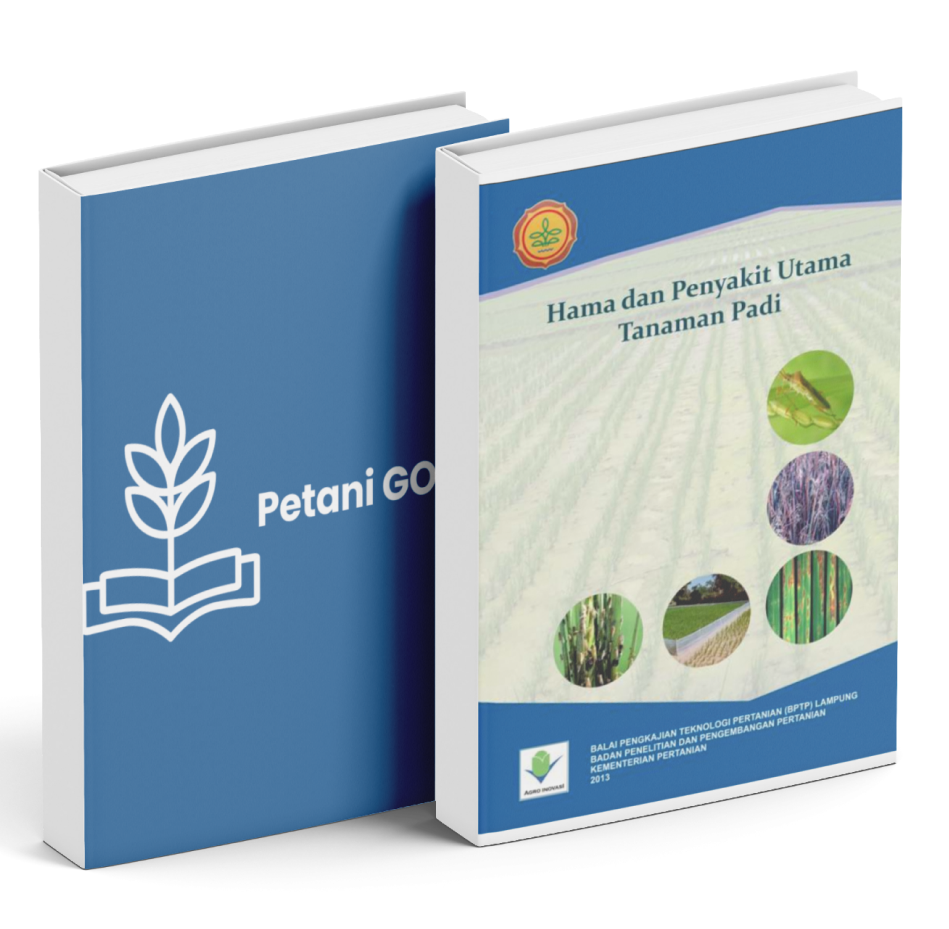 Petani GO
Hama dan Penyakit Utama
Tanaman Padi
BALAI PENGKAJIAN TEKNOLOGI PERTANIAN (BPTP) LAMPUNG
BADAN PENELITIAN DAN PENGEMBANGAN PERTANIAN
KEMENTERIAN PERTANIAN
2013
AGRO INOVASI